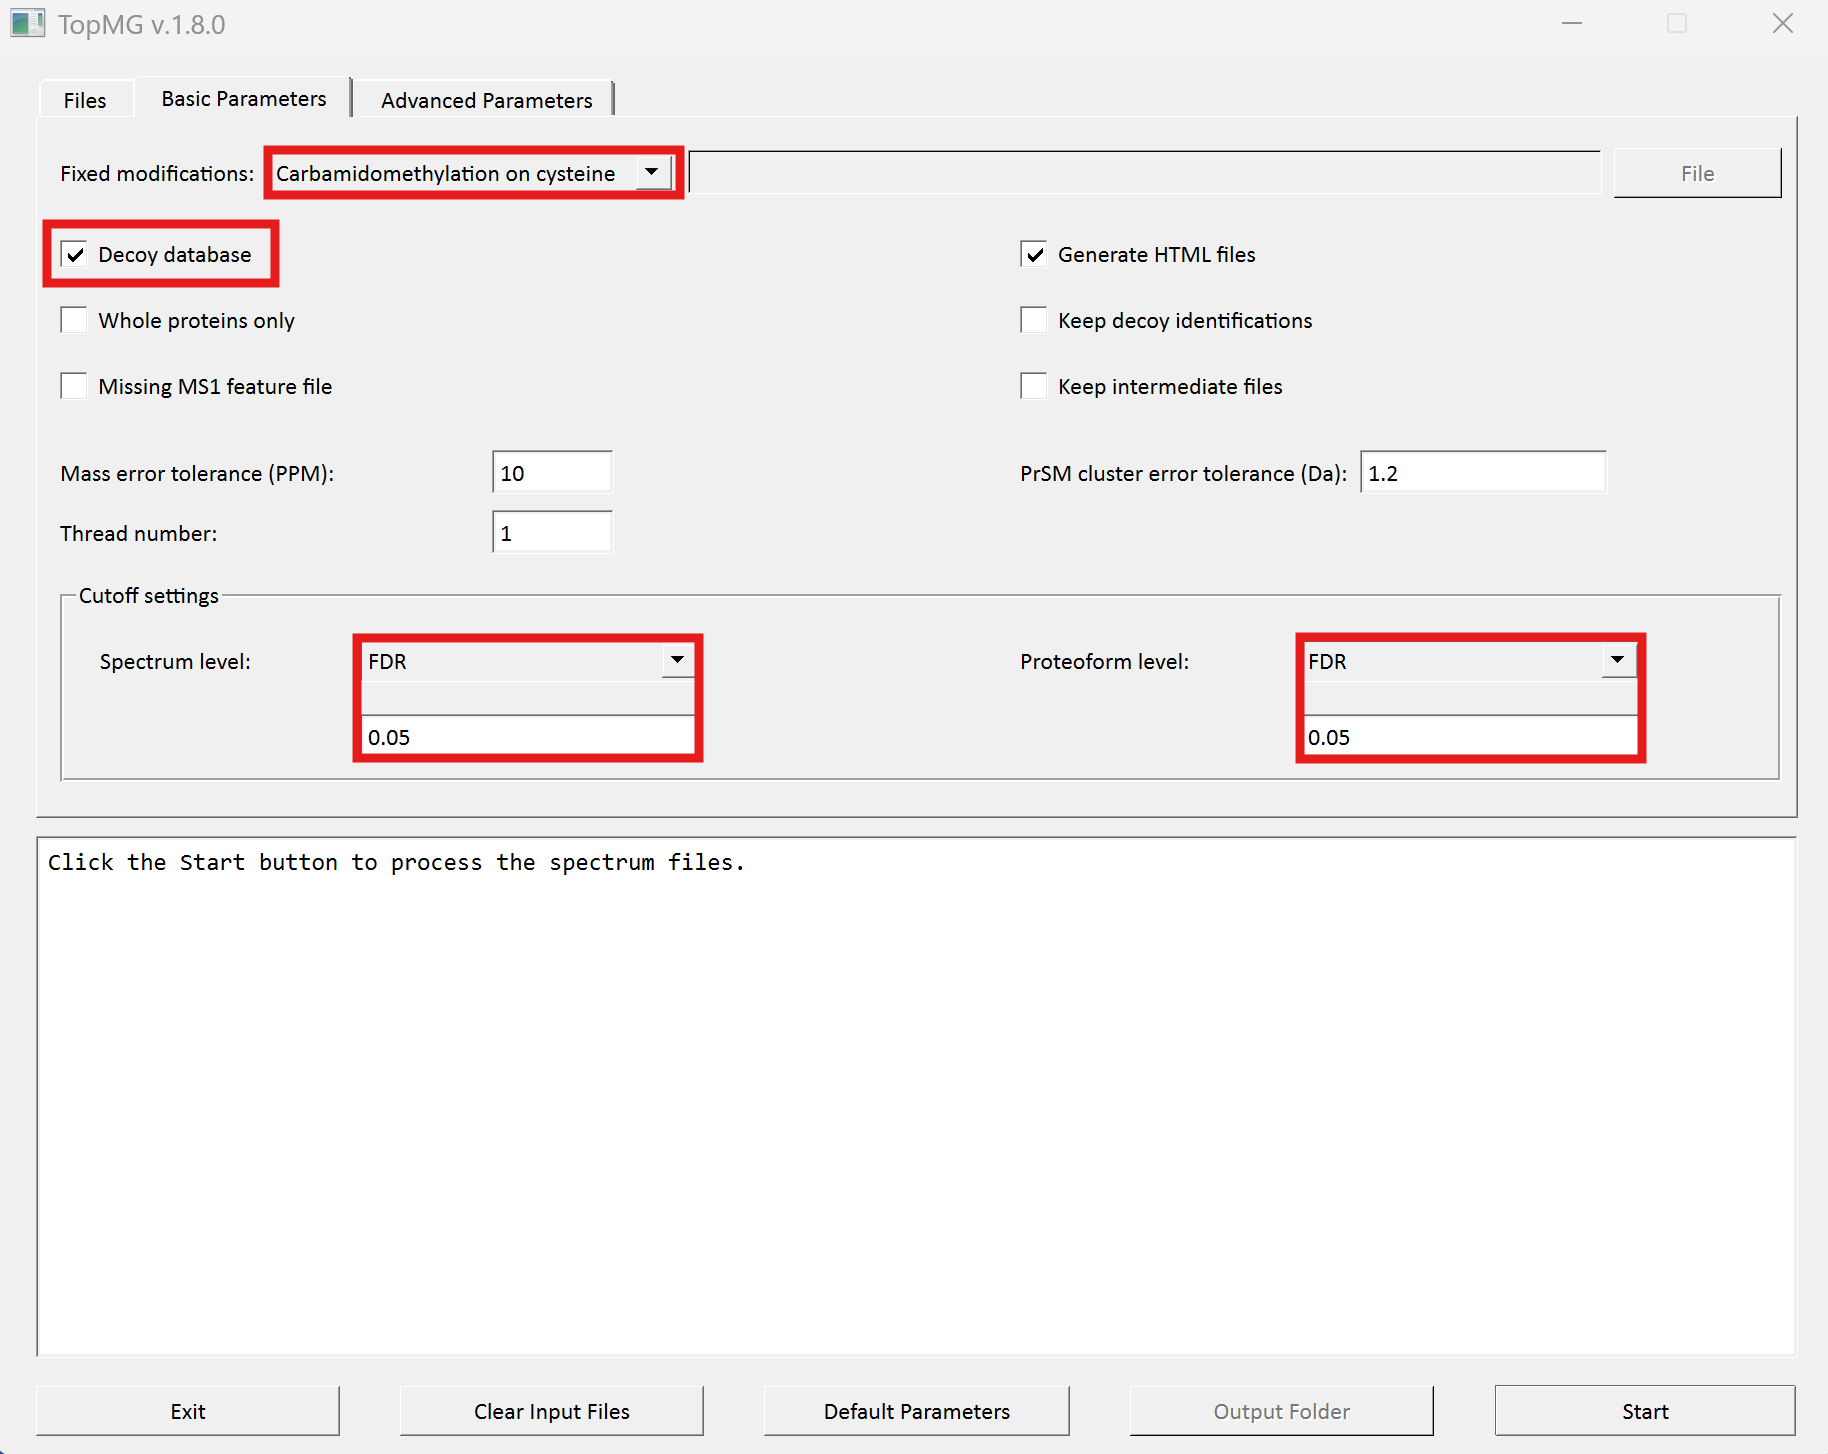 TopMG v.1.8.0
Files Basic Parameters Advanced Parameters
Fixed modifications: Carbamidomethylation on cysteine File
Decoy database Generate HTML files
Whole proteins only Keep decoy identifications
Missing MS1 feature file Keep intermediate files
Mass error tolerance (PPM): 10 PrSM cluster error tolerance (Da): 1.2
Thread number: 1
Cutoff settings
Spectrum level: FDR Proteoform level: FDR
0.05 0.05
Click the Start button to process the spectrum files.
Exit Clear Input Files Default Parameters Output Folder Start